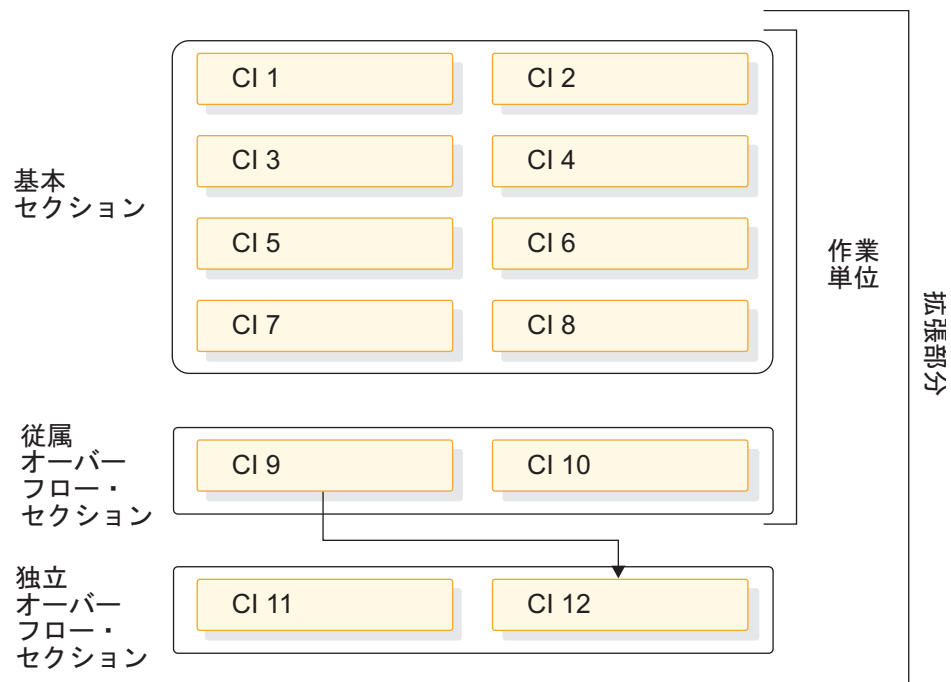 基本
セクション
CI 1
CI 2
CI 3
CI 4
CI 5
CI 6
CI 7
CI 8
作業
単位
拡張部分
従属
オーバー
フロー・
セクション
CI 9
CI 10
独立
オーバー
フロー・
セクション
CI 11
CI 12